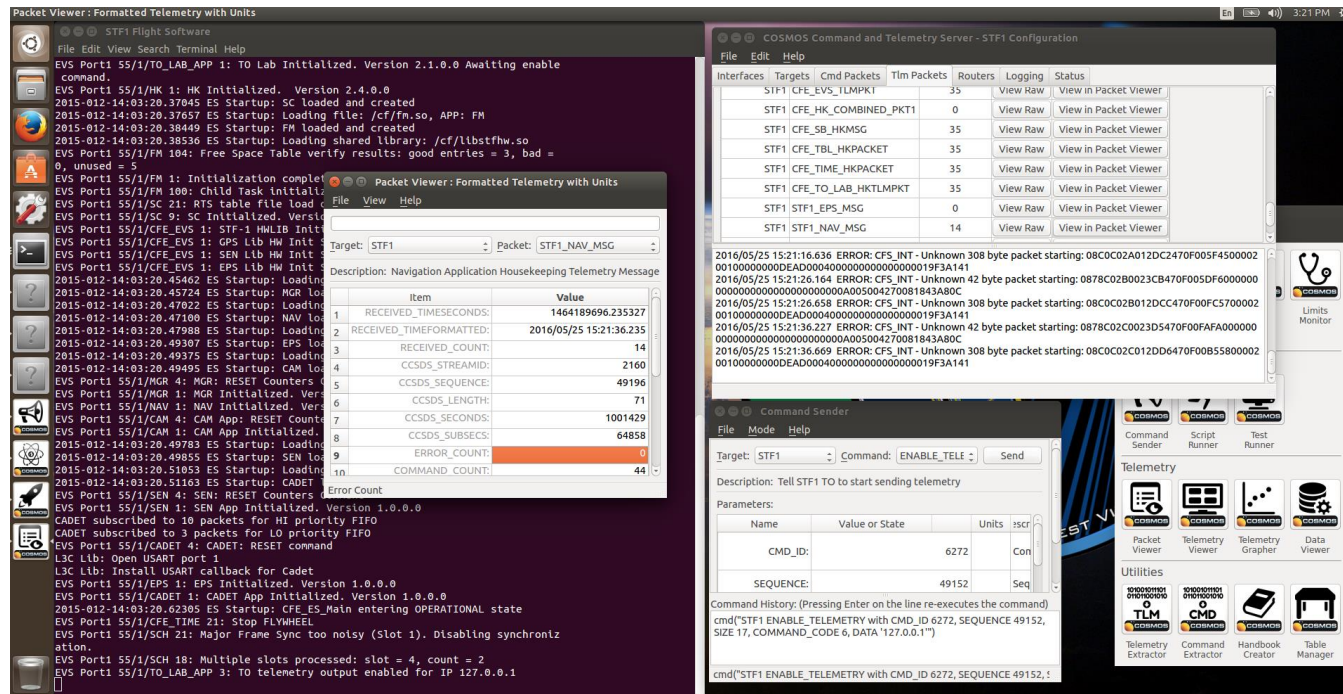 Packet Viewer : Formatted Telemetry with Units
En
3:21 PM
STF1 Flight Software
File Edit View Search Terminal Help
EVS Port1 55/1/TO_LAB_APP 1: TO Lab Initialized. Version 2.1.0.0 Awaiting enable
command.
EVS Port1 55/1/HK 1: HK Initialized.  Version 2.4.0.0
2015-012-14:03:20.37045 ES Startup: SC loaded and created
2015-012-14:03:20.37657 ES Startup: Loading file: /cf/fm.so, APP: FM
2015-012-14:03:20.38449 ES Startup: FM loaded and created
2015-012-14:03:20.38536 ES Startup: Loading shared library: /cf/libstfhw.so
EVS Port1 55/1/FM 104: Free Space Table verify results: good entries = 3, bad =
0, unused = 5
EVS Port1 55/1/FM 1: Initialization complet
EVS Port1 55/1/FM 100: Child Task initializ
EVS Port1 55/1/SC 21: RTS table file load
EVS Port1 55/1/SC 9: SC Initialized. Versio
EVS Port1 55/1/CFE_EVS 1: STF-1 HWLIB Init
EVS Port1 55/1/CFE_EVS 1: GPS Lib HW Init
EVS Port1 55/1/CFE_EVS 1: SEN Lib HW Init
EVS Port1 55/1/CFE_EVS 1: EPS Lib HW Init
2015-012-14:03:20.45462 ES Startup: Loading
2015-012-14:03:20.45724 ES Startup: MGR loa
2015-012-14:03:20.47022 ES Startup: Loading
2015-012-14:03:20.47100 ES Startup: NAV loa
2015-012-14:03:20.47988 ES Startup: Loading
2015-012-14:03:20.49307 ES Startup: EPS loa
2015-012-14:03:20.49375 ES Startup: Loading
2015-012-14:03:20.49495 ES Startup: CAM loa
EVS Port1 55/1/MGR 4: MGR: RESET Counters
EVS Port1 55/1/MGR 1: MGR Initialized. Vers
EVS Port1 55/1/NAV 1: NAV Initialized. Vers
EVS Port1 55/1/CAM 4: CAM App: RESET Counte
EVS Port1 55/1/CAM 1: CAM App Initialized.
2015-012-14:03:20.49783 ES Startup: Loading
2015-012-14:03:20.49855 ES Startup: SEN loa
2015-012-14:03:20.51053 ES Startup: Loading
2015-012-14:03:20.51163 ES Startup: CADET
EVS Port1 55/1/SEN 4: SEN: RESET Counters
EVS Port1 55/1/SEN 1: SEN App Initialized. Version 1.0.0.0
CADET subscribed to 10 packets for HI priority FIFO
CADET subscribed to 3 packets for LO priority FIFO
EVS Port1 55/1/CADET 4: CADET: RESET command
L3C Lib: Open USART port 1
L3C Lib: Install USART callback for Cadet
EVS Port1 55/1/EPS 1: EPS Initialized. Version 1.0.0.0
EVS Port1 55/1/CADET 1: CADET App Initialized. Version 1.0.0.0
2015-012-14:03:20.62305 ES Startup: CFE_ES_Main entering OPERATIONAL state
EVS Port1 55/1/CFE_TIME 21: Stop FLYWHEEL
EVS Port1 55/1/SCH 21: Major Frame Sync too noisy (Slot 1). Disabling synchroniz
ation.
EVS Port1 55/1/SCH 18: Multiple slots processed: slot = 4, count = 2
EVS Port1 55/1/TO_LAB_APP 3: TO telemetry output enabled for IP 127.0.0.1
Packet Viewer : Formatted Telemetry with Units
File View Help
Target: STF1 Packet: STF1_NAV_MSG
Description: Navigation Application Housekeeping Telemetry Message
Item Value
1 RECEIVED_TIMESECONDS: 1464189696.235327
2 RECEIVED_TIMEFORMATTED: 2016/05/25 15:21:36.235
3 RECEIVED_COUNT: 14
4 CCSDS_STREAMID: 2160
5 CCSDS_SEQUENCE: 49196
6 CCSDS_LENGTH: 71
7 CCSDS_SECONDS: 1001429
8 CCSDS_SUBSECS: 64858
9 ERROR_COUNT: 0
10 COMMAND_COUNT: 44
Error Count
COSMOS Command and Telemetry Server - STF1 Configuration
File Edit Help
Interfaces Targets Cmd Packets Tlm Packets Routers Logging Status
STF1 CFE_EVS_TLMPKT 35 View Raw View in Packet Viewer
STF1 CFE_HK_COMBINED_PKT1 0 View Raw View in Packet Viewer
STF1 CFE_SB_HKMSG 35 View Raw View in Packet Viewer
STF1 CFE_TBL_HKPACKET 35 View Raw View in Packet Viewer
STF1 CFE_TIME_HKPACKET 35 View Raw View in Packet Viewer
STF1 CFE_TO_LAB_HKTLMPKT 35 View Raw View in Packet Viewer
STF1 STF1_EPS_MSG 0 View Raw View in Packet Viewer
STF1 STF1_NAV_MSG 14 View Raw View in Packet Viewer
2016/05/25 15:21:16.636 ERROR: CFS_INT - Unknown 308 byte packet starting: 08C0C02A012DC2470F005F4500002
00100000000DEAD00040000000000000000019F3A141
2016/05/25 15:21:26.164 ERROR: CFS_INT - Unknown 42 byte packet starting: 0878C02B0023CB470F005DF6000000
00000000000000000000000A005004270081843A80C
2016/05/25 15:21:26.658 ERROR: CFS_INT - Unknown 308 byte packet starting: 08C0C02B012DCC470F00FC5700002
00100000000DEAD00040000000000000000019F3A141
2016/05/25 15:21:36.227 ERROR: CFS_INT - Unknown 42 byte packet starting: 0878C02C0023D5470F00FAFA000000
00000000000000000000000A005004270081843A80C
2016/05/25 15:21:36.669 ERROR: CFS_INT - Unknown 308 byte packet starting: 08C0C02C012DD6470F00B55800002
00100000000DEAD00040000000000000000019F3A141
Command Sender
File Mode Help
Target: STF1 Command: ENABLE_TELE Send
Description: Tell STF1 TO to start sending telemetry
Parameters:
Name Value or State Units escr
CMD_ID: 6272 Con
SEQUENCE: 49152 Seq
Command History: (Pressing Enter on the line re-executes the command)
cmd("STF1 ENABLE_TELEMETRY with CMD_ID 6272, SEQUENCE 49152,
SIZE 17, COMMAND_CODE 6, DATA '127.0.0.1'")
cmd("STF1 ENABLE_TELEMETRY with CMD_ID 6272, SEQUENCE 49152, S
EST VI
COSMOS
Limits
Monitor
COSMOS COSMOS COSMOS
Command
Sender
Script
Runner
Test
Runner
Telemetry
COSMOS COSMOS COSMOS COSMOS
Packet
Viewer
Telemetry
Viewer
Telemetry
Grapher
Data
Viewer
Utilities
TLM
CMD
COSMOS COSMOS COSMOS COSMOS
Telemetry
Extractor
Command
Extractor
Handbook
Creator
Table
Manager